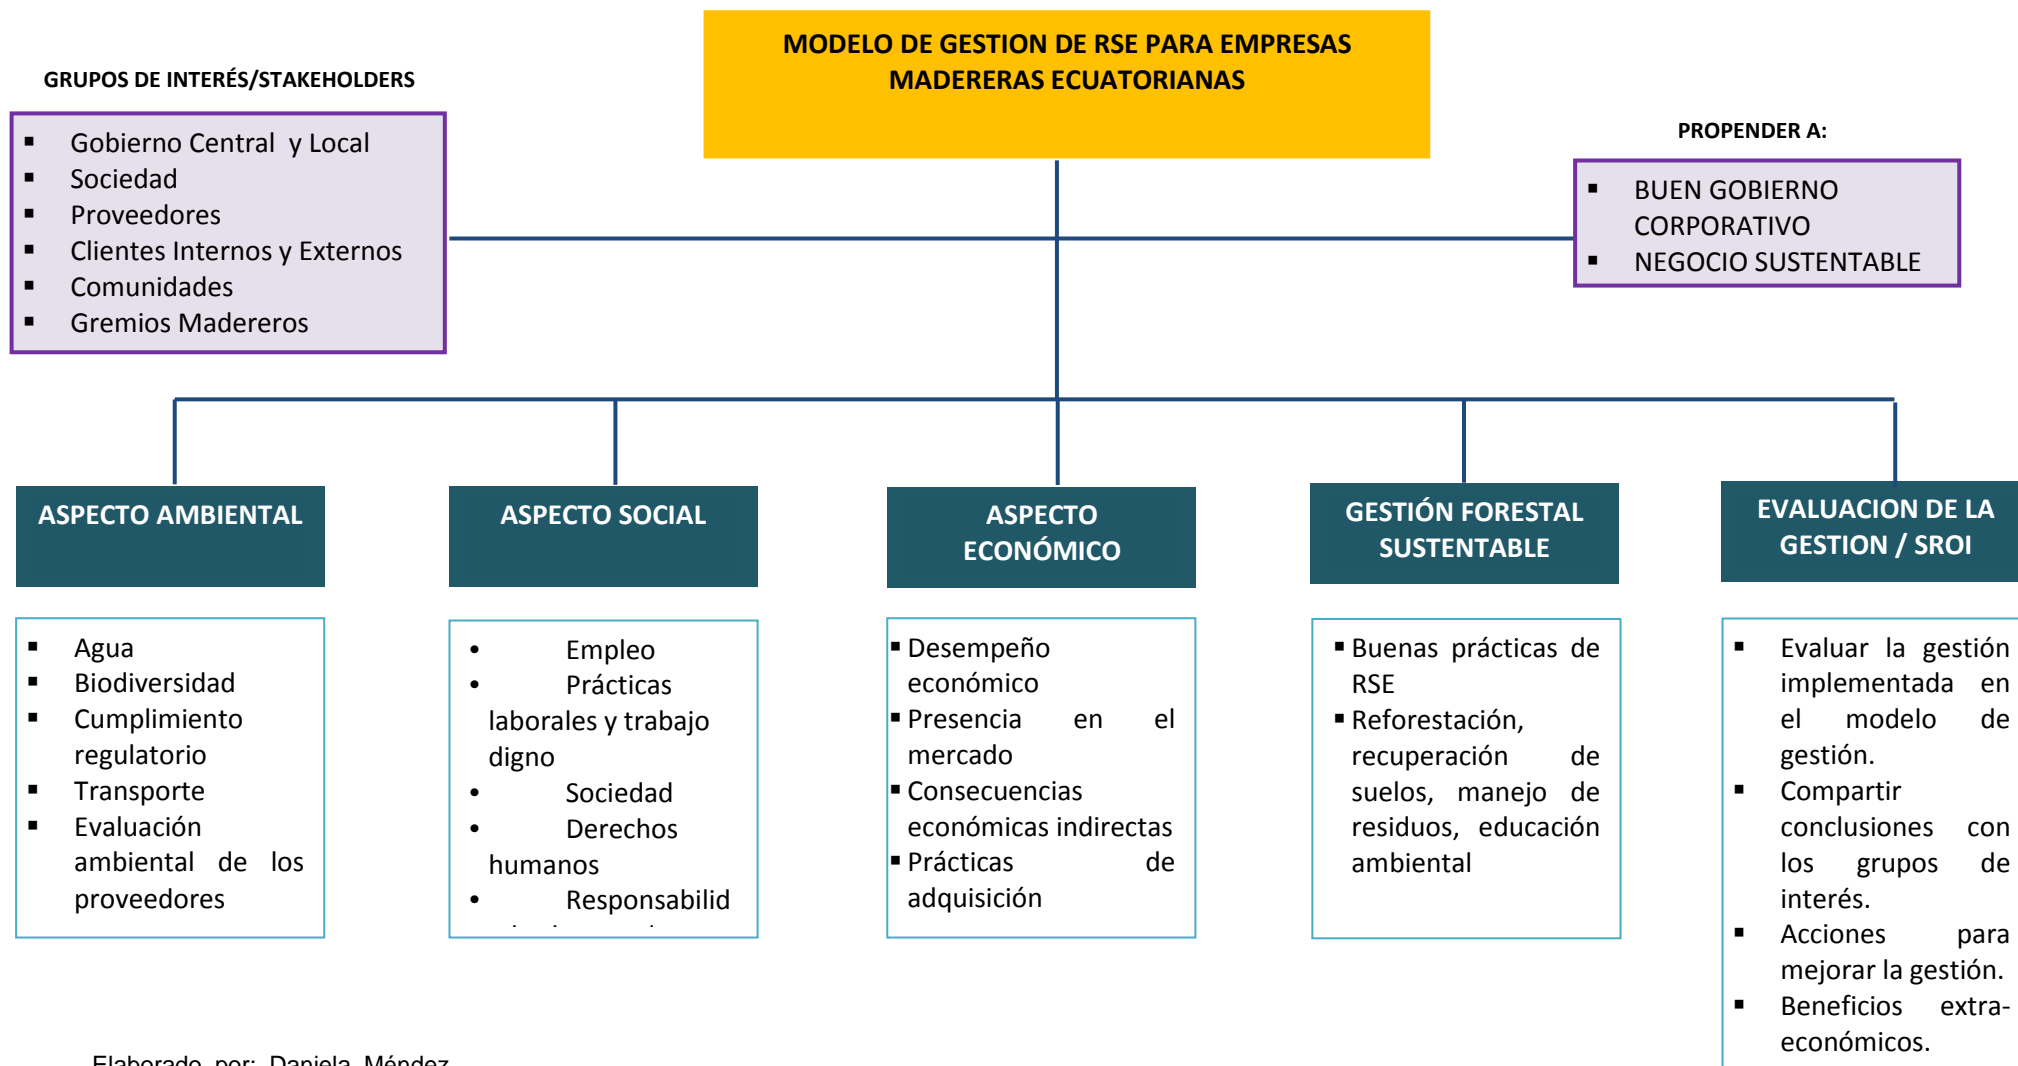 MODELO DE GESTION DE RSE PARA EMPRESAS
MADERERAS ECUATORIANAS
GRUPOS DE INTERÉS/STAKEHOLDERS
▪ Gobierno Central y Local
▪ Sociedad
▪ Proveedores
▪ Clientes Internos y Externos
▪ Comunidades
▪ Gremios Madereros
PROPENDER A:
▪ BUEN GOBIERNO
CORPORATIVO
▪ NEGOCIO SUSTENTABLE
ASPECTO AMBIENTAL
▪ Agua
▪ Biodiversidad
▪ Cumplimiento
regulatorio
▪ Transporte
▪ Evaluación
ambiental de los
proveedores
ASPECTO SOCIAL
• Empleo
• Prácticas
laborales y trabajo
digno
• Sociedad
• Derechos
humanos
• Responsabilid
ASPECTO
ECONÓMICO
▪ Desempeño
económico
▪ Presencia en el
mercado
▪ Consecuencias
económicas indirectas
▪ Prácticas de
adquisición
GESTIÓN FORESTAL
SUSTENTABLE
▪ Buenas prácticas de
RSE
▪ Reforestación,
recuperación de
suelos, manejo de
residuos, educación
ambiental
EVALUACION DE LA
GESTION / SROI
▪ Evaluar la gestión
implementada en
el modelo de
gestión.
▪ Compartir
conclusiones con
los grupos de
interés.
▪ Acciones para
mejorar la gestión.
▪ Beneficios extra-
económicos.
Elaborado por: Daniela Méndez